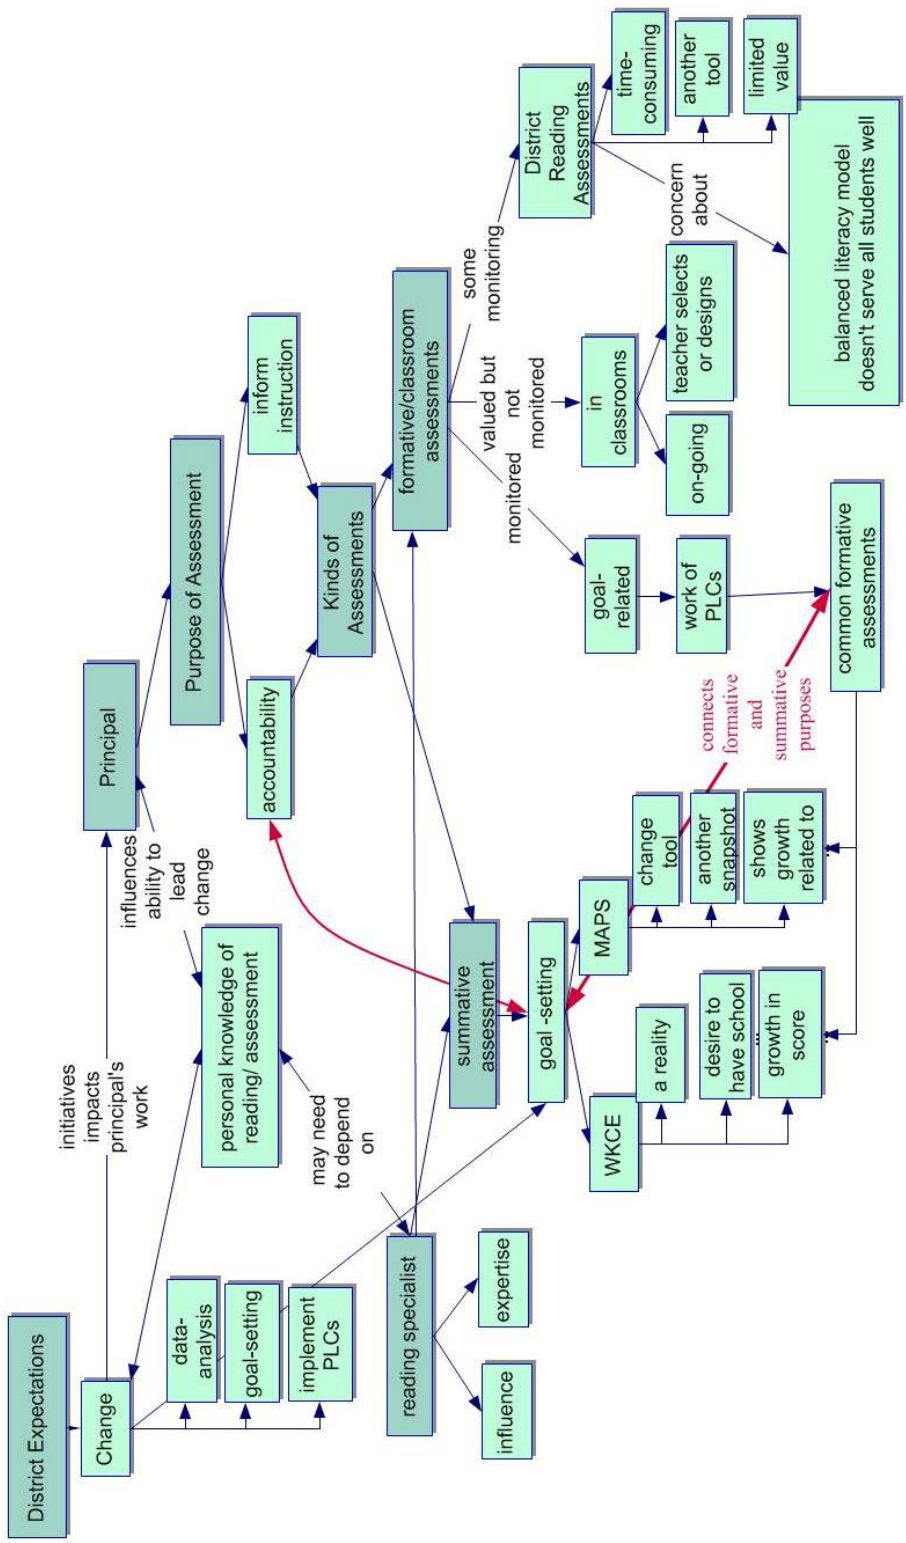 District Expectations
Change
initiatives
impacts
principal's
work
Principal
influences
ability to
lead
change
personal knowledge of
reading/ assessment
may need
to depend
on
data-
analysis
goal-setting
implement
PLCs
reading specialist
influence
expertise
Purpose of Assessment
accountability
inform
instruction
Kinds of
Assessments
summative
assessment
goal -setting
WKCE
a reality
desire to
have school
growth in
score
MAPS
change
tool
another
snapshot
shows
growth
related to
connects
formative
and
summative
purposes
formative/classroom
assessments
monitored
goal-
related
work of
PLCs
common formative
assessments
valued but
not
monitored
in
classrooms
on-going
teacher selects
or designs
some
monitoring
District
Reading
Assessments
time-
consuming
another
tool
limited
value
concern
about
balanced literacy model
doesn't serve all students well